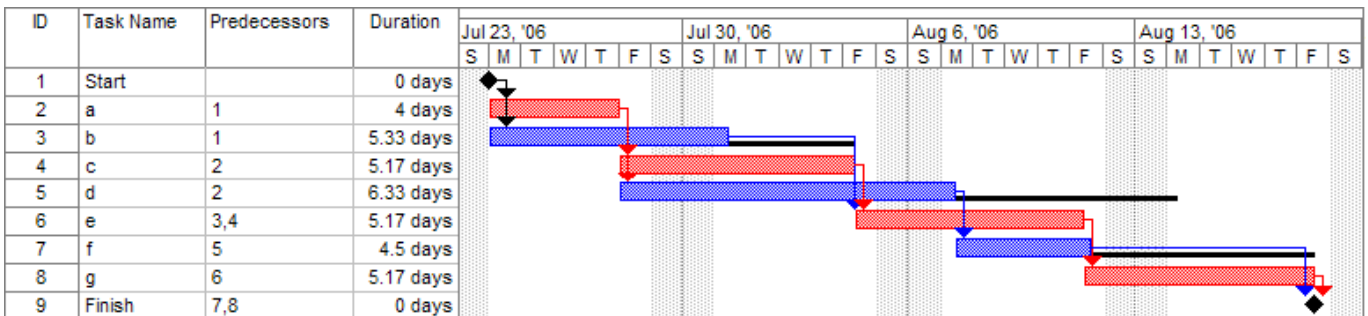 ID Task Name Predecessors Duration Jul 23, '06 Jul 30, '06 Aug 6, '06 Aug 13, '06
S M T W T F S S M T W T F S S M T W T F S S M T W T F S
1 Start 0 days
2 a 1 4 days
3 b 1 5.33 days
4 c 2 5.17 days
5 d 2 6.33 days
6 e 3,4 5.17 days
7 f 5 4.5 days
8 g 6 5.17 days
9 Finish 7,8 0 days